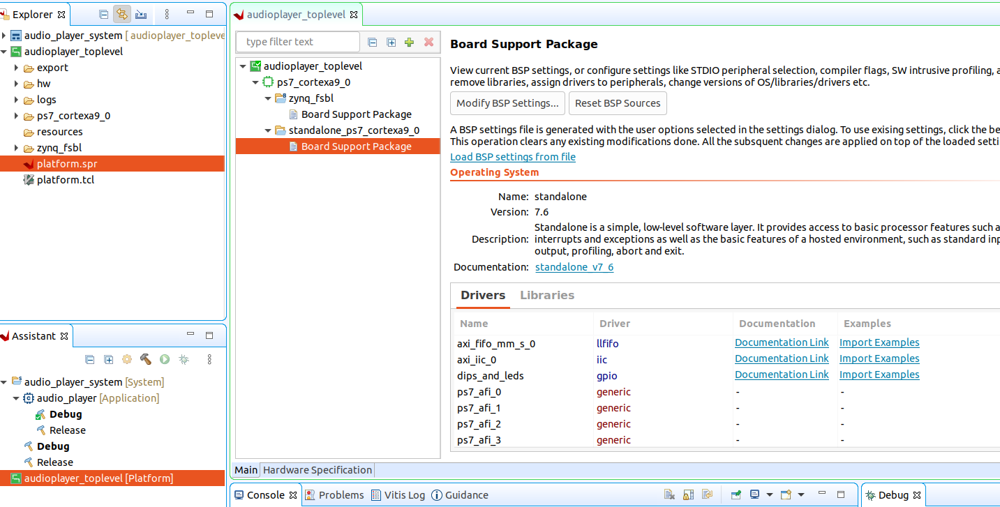 Explorer
audio_player_system [ audioplayer_topleve
audioplayer_toplevel
export
hw
logs
ps7_cortexa9_0
resources
zynq_fsbl
platform.spr
platform.tcl
Assistant
audio_player_system [System]
audio_player [Application]
Debug
Release
Debug
Release
audioplayer_toplevel [Platform]
audioplayer_toplevel
type filter text
audioplayer_toplevel
ps7_cortexa9_0
zynq_fsbl
Board Support Package
standalone_ps7_cortexa9_0
Board Support Package
Board Support Package
View current BSP settings, or configure settings like STDIO peripheral selection, compiler flags, SW intrusive profiling, a
remove libraries, assign drivers to peripherals, change versions of OS/libraries/drivers etc.
Modify BSP Settings... Reset BSP Sources
A BSP settings file is generated with the user options selected in the settings dialog. To use exising settings, click the be
This operation clears any existing modifications done. All the subsquent changes are applied on top of the loaded setti
Load BSP settings from file
Operating System
Name: standalone
Version: 7.6
Standalone is a simple, low-level software layer. It provides access to basic processor features such a
Description: interrupts and exceptions as well as the basic features of a hosted environment, such as standard inp
output, profiling, abort and exit.
Documentation: standalone_v7_6
Drivers Libraries
Name Driver Documentation Examples
axi_fifo_mm_s_0 llfifo Documentation Link Import Examples
axi_iic_0 iic Documentation Link Import Examples
dips_and_leds gpio Documentation Link Import Examples
ps7_afi_0 generic - -
ps7_afi_1 generic - -
ps7_afi_2 generic - -
ps7_afi_3 generic - -
Main Hardware Specification
Console Problems Vitis Log Guidance
Debug